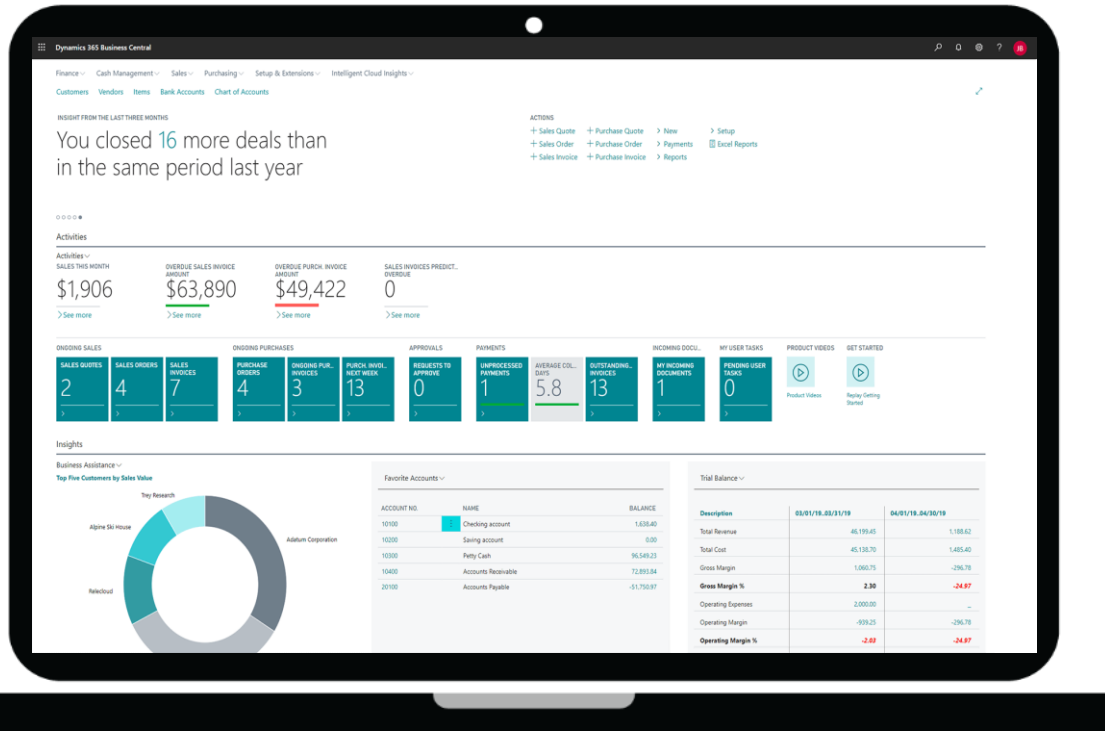 Dynamics 365 Business Central
JB
Finance Cash Management Sales Purchasing Setup & Extensions Intelligent Cloud Insights
Customers Vendors Items Bank Accounts Chart of Accounts
INSIGHT FROM THE LAST THREE MONTHS
You closed 16 more deals than
in the same period last year
ACTIONS
+ Sales Quote + Purchase Quote > New > Setup
+ Sales Order + Purchase Order > Payments Excel Reports
+ Sales Invoice + Purchase Invoice > Reports
Activities
Activities
SALES THIS MONTH
$1,906
> See more
OVERDUE SALES INVOICE
AMOUNT
$63,890
> See more
OVERDUE PURCH. INVOICE
AMOUNT
$49,422
> See more
SALES INVOICES PREDICT...
OVERDUE
0
> See more
ONGOING SALES
SALES QUOTES
2
SALES ORDERS
4
SALES
INVOICES
7
ONGOING PURCHASES
PURCHASE
ORDERS
4
ONGOING PUR...
INVOICES
3
PURCH. INVOI...
NEXT WEEK
13
APPROVALS
REQUESTS TO
APPROVE
0
PAYMENTS
UNPROCESSED
PAYMENTS
1
AVERAGE COL...
DAYS
5.8
OUTSTANDING...
INVOICES
13
INCOMING DOCU...
MY INCOMING
DOCUMENTS
1
MY USER TASKS
PENDING USER
TASKS
0
PRODUCT VIDEOS
Product Videos
GET STARTED
Replay Getting
Started
Insights
Business Assistance
Top Five Customers by Sales Value
Trey Research
Alpine Ski House
Adatum Corporation
Relecloud
Favorite Accounts
ACCOUNT NO. NAME BALANCE
10100 Checking account 1,638.40
10200 Saving account 0.00
10300 Petty Cash 96,549.23
10400 Accounts Receivable 72,893.84
20100 Accounts Payable -51,750.97
Trial Balance
Description 03/01/19..03/31/19 04/01/19..04/30/19
Total Revenue 46,199.45 1,188.62
Total Cost 45,138.70 1,485.40
Gross Margin 1,060.75 -296.78
Gross Margin % 2.30 -24.97
Operating Expenses 2,000.00 _
Operating Margin -939.25 -296.78
Operating Margin % -2.03 -24.97